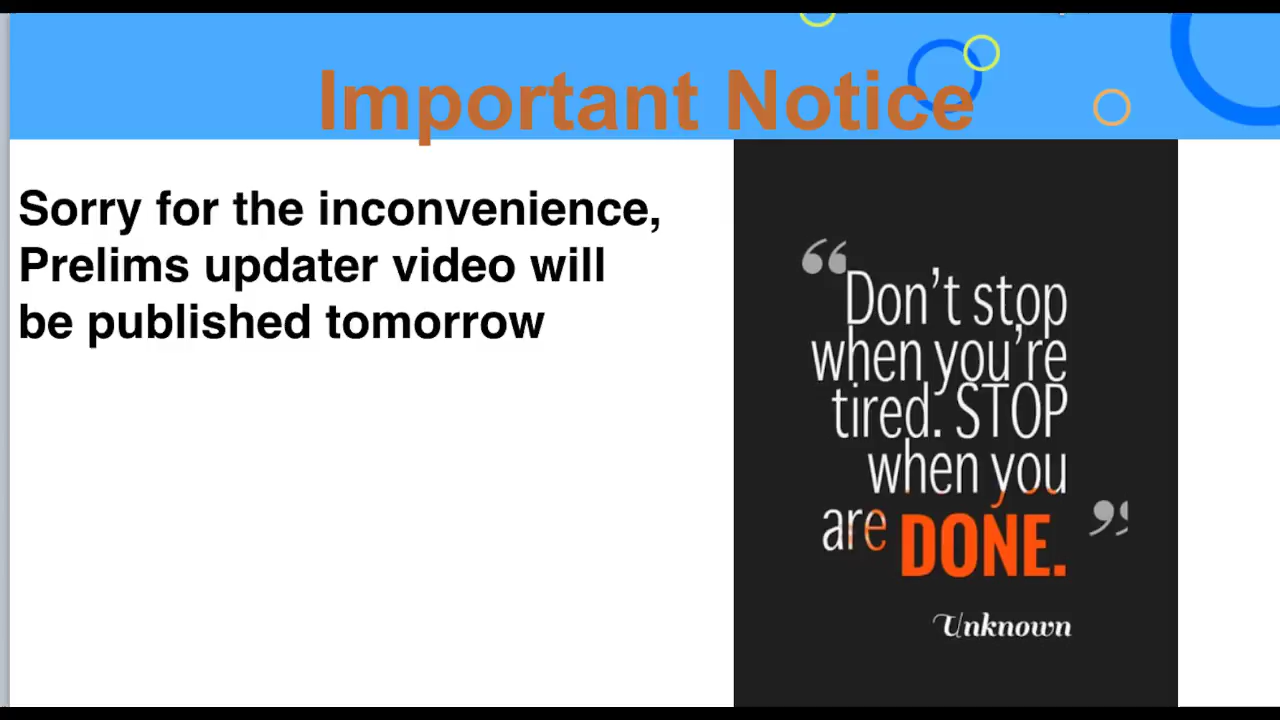 Important Notice
Sorry for the inconvenience,
Prelims updater video will
be published tomorrow
“Don’t stop
when you’re
tired. STOP
when you
are DONE. ”
Unknown